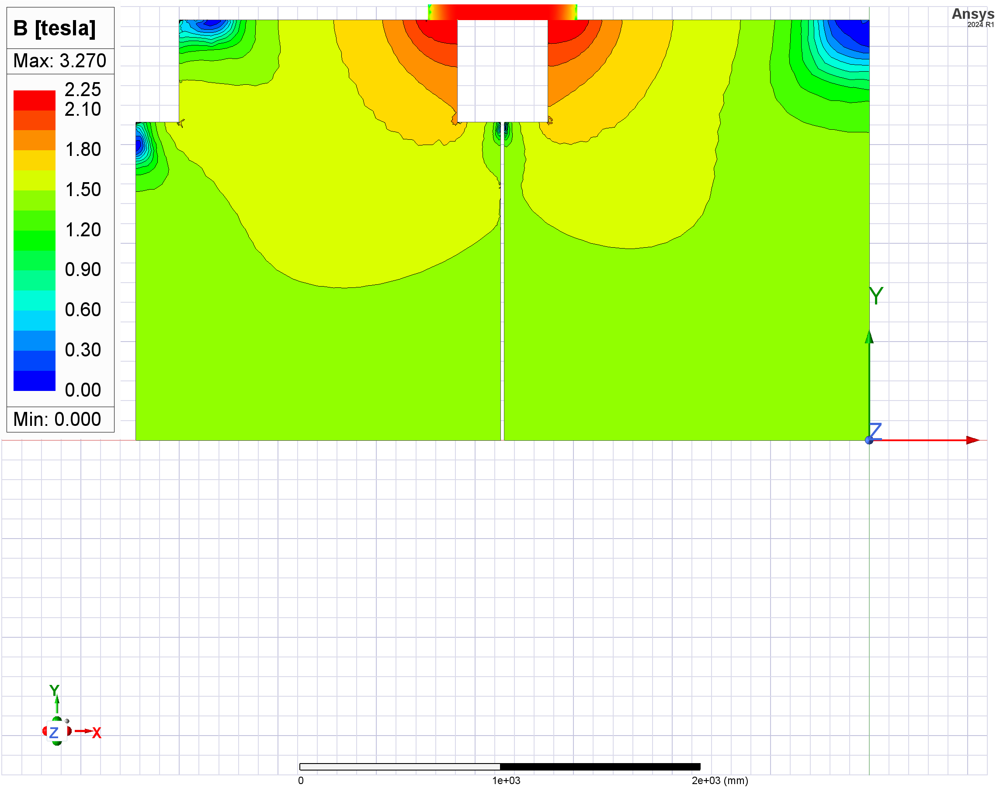 B [tesla]
Max: 3.270
2.25
2.10
1.80
1.50
1.20
0.90
0.60
0.30
0.00
Min: 0.000
Ansys
2024 R1
Y
Z
Y
Z X
0 1e+03 2e+03 (mm)